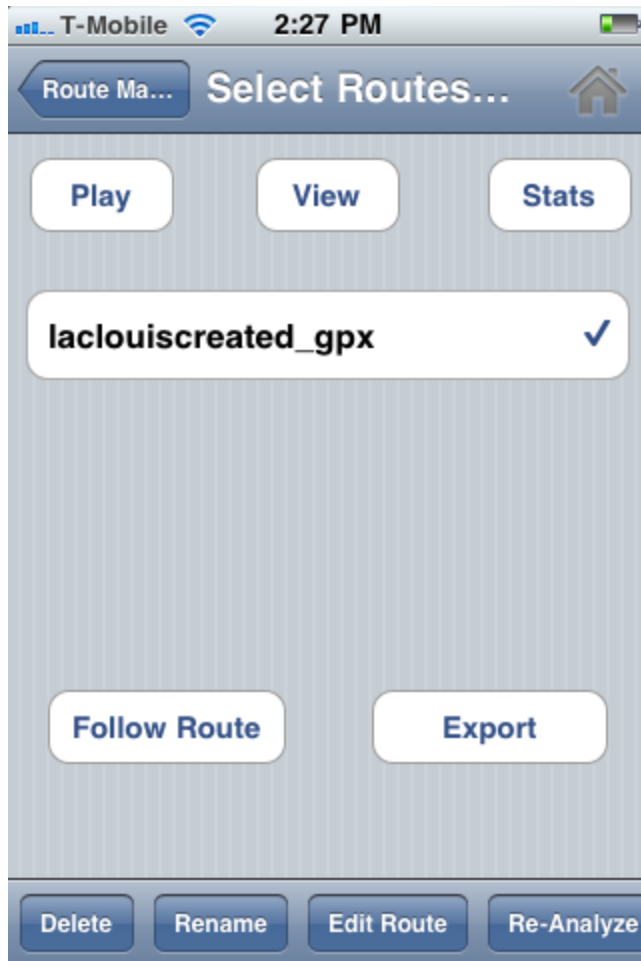 T-Mobile 2:27 PM
Route Ma... Select Routes...
Play View Stats
laclouiscreated_gpx
Follow Route Export
Delete Rename Edit Route Re-Analyze